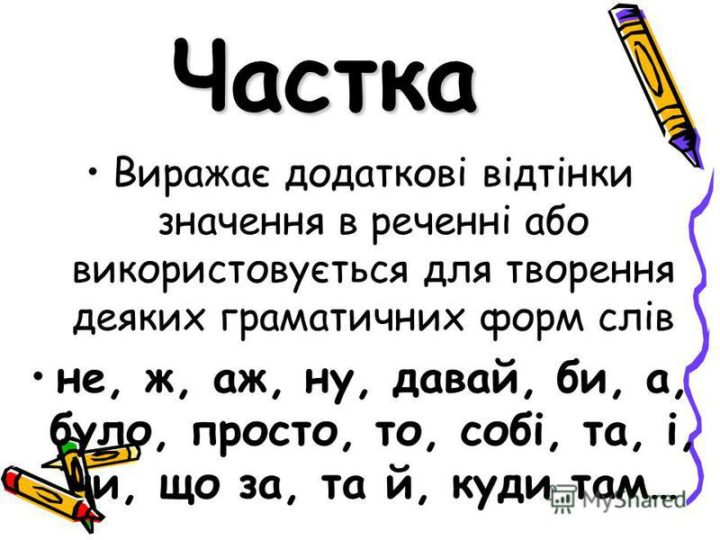 Частка
• Виражає додаткові відтінки
значення в реченні або
використовується для творення
деяких граматичних форм слів
• не, ж, аж, ну, давай, би, а,
було, просто, то, собі, та, і,
що за, та й, куди там…
MyShared